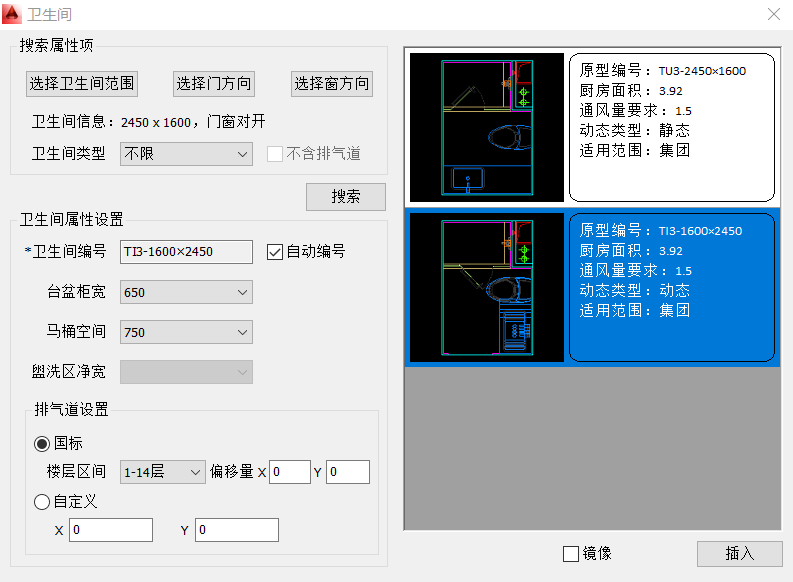 卫生间
搜索属性项
选择卫生间范围
选择门方向
选择窗方向
卫生间信息：2450 x 1600，门窗对开
卫生间类型
不限
不含排气道
搜索
卫生间属性设置
*卫生间编号
TI3-1600×2450
自动编号
台盆柜宽
650
马桶空间
750
盥洗区净宽
排气道设置
国标
楼层区间
1-14层
偏移量 X
0
Y
0
自定义
X
0
Y
0
原型编号：TU3-2450×1600
厨房面积：3.92
通风量要求：1.5
动态类型：静态
适用范围：集团
原型编号：TI3-1600×2450
厨房面积：3.92
通风量要求：1.5
动态类型：动态
适用范围：集团
镜像
插入